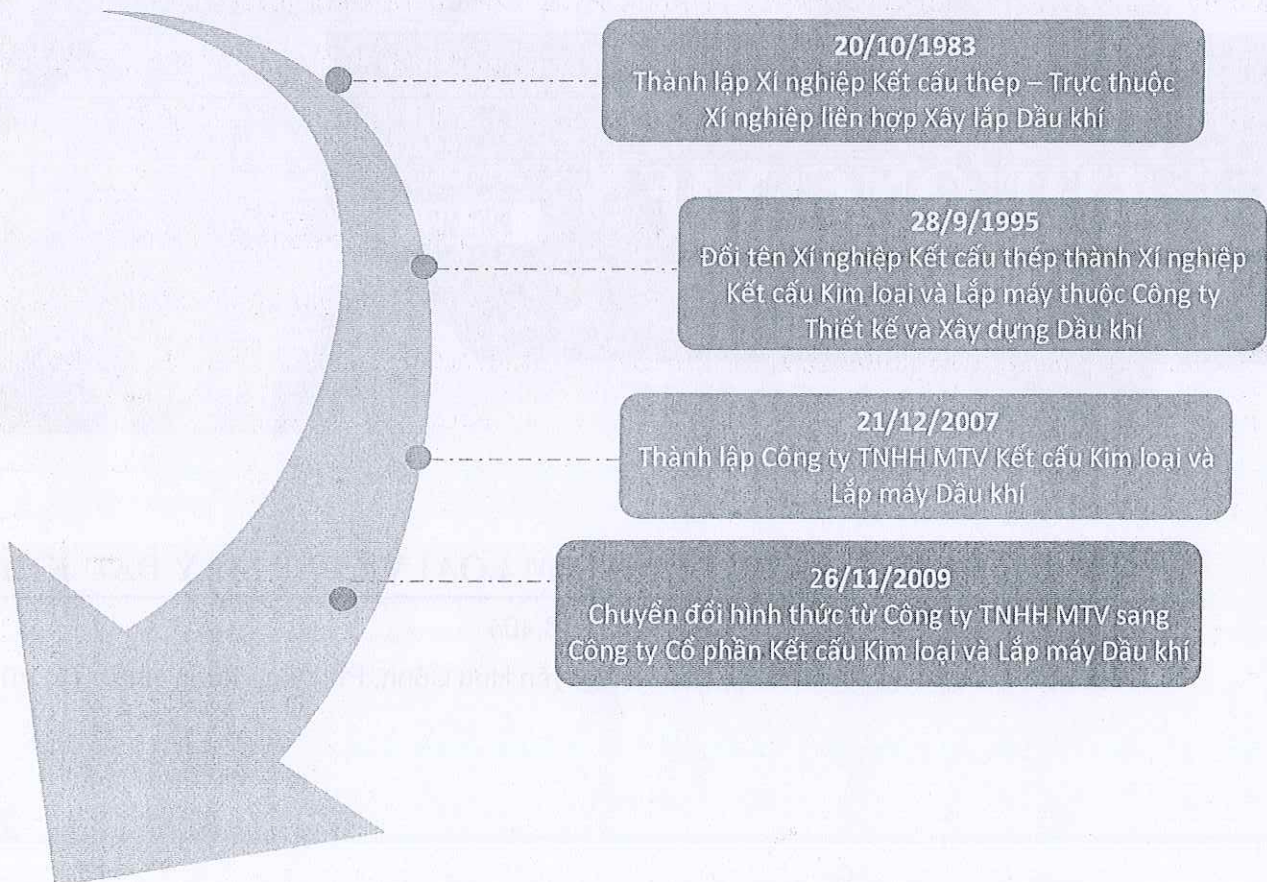 20/10/1983
Thành lập Xí nghiệp Kết cấu thép – Trực thuộc
Xí nghiệp liên hợp Xây lắp Dầu khí
28/9/1995
Đổi tên Xí nghiệp Kết cấu thép thành Xí nghiệp
Kết cấu Kim loại và Lắp máy thuộc Công ty
Thiết kế và Xây dựng Dầu khí
21/12/2007
Thành lập Công ty TNHH MTV Kết cấu Kim loại và
Lắp máy Dầu khí
26/11/2009
Chuyển đổi hình thức từ Công ty TNHH MTV sang
Công ty Cổ phần Kết cấu Kim loại và Lắp máy Dầu khí